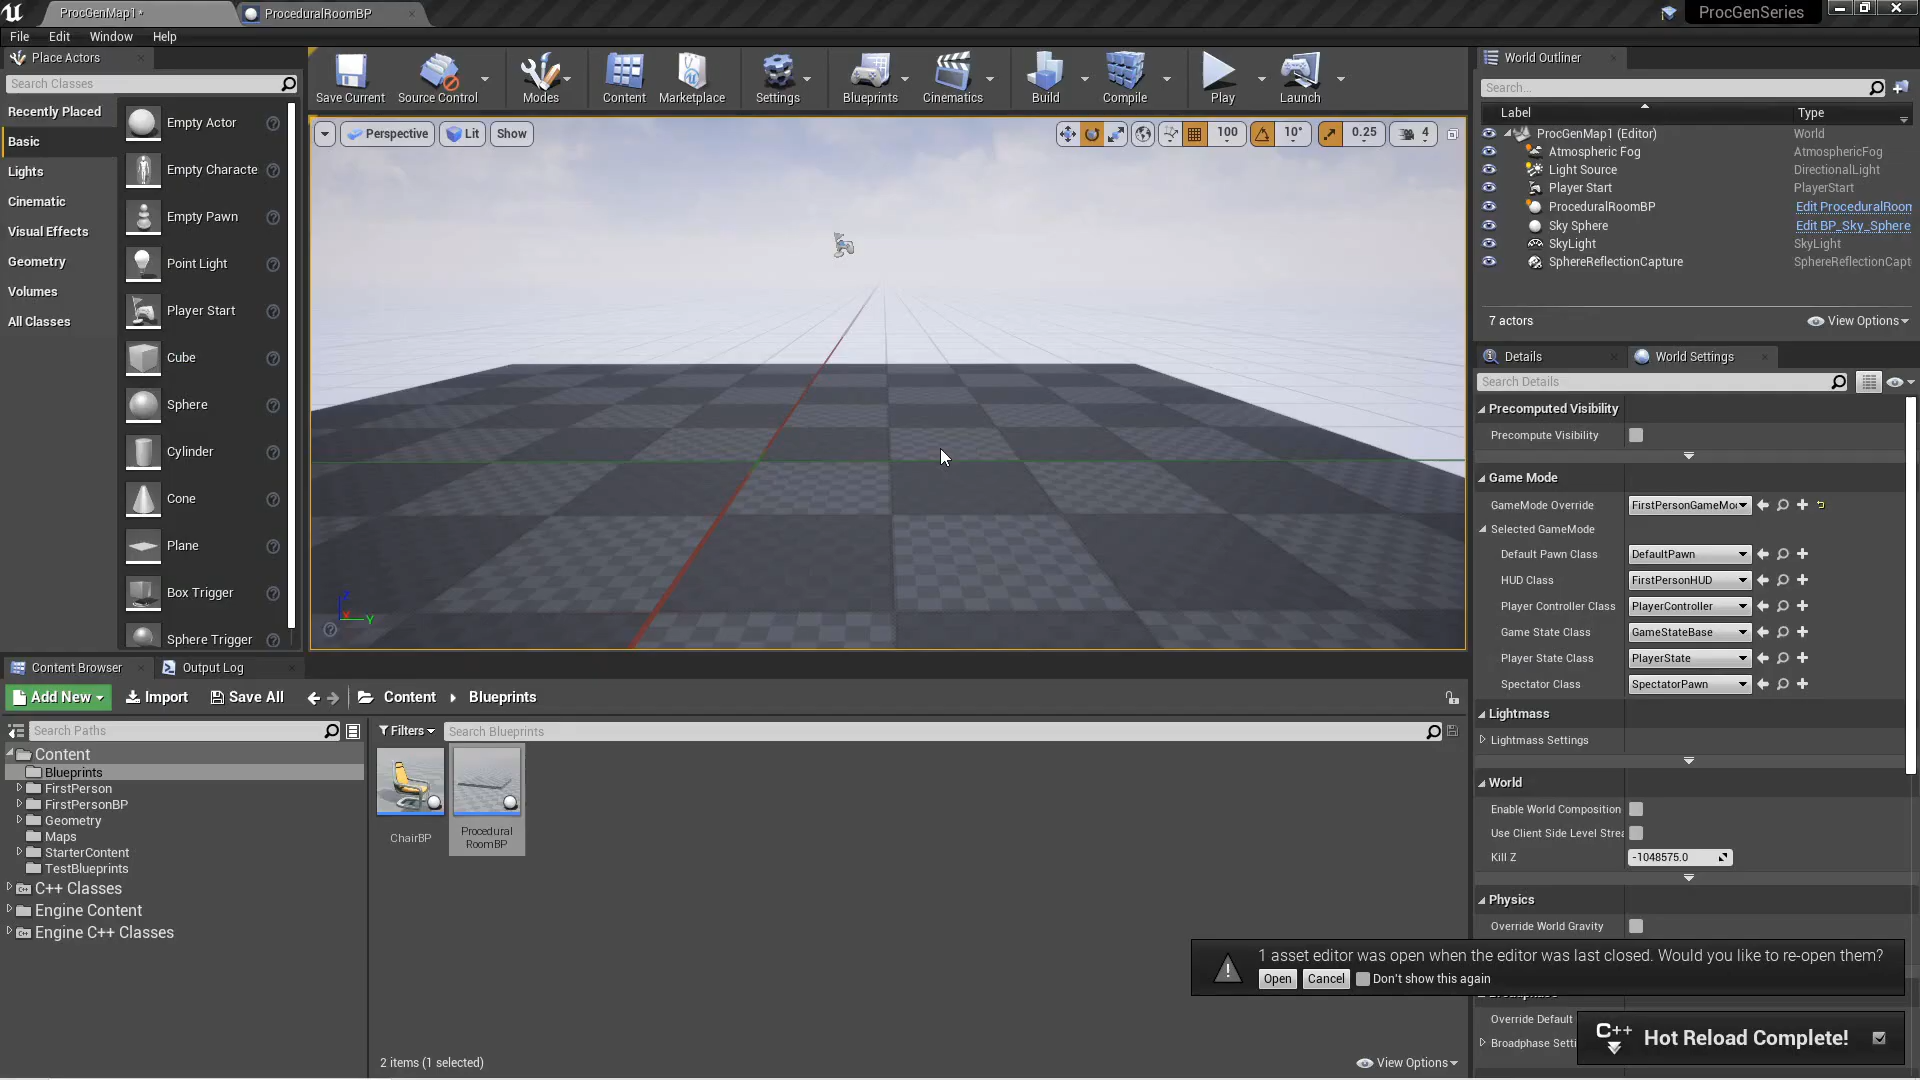 ProcGenMap1•
ProceduralRoomBP
ProcGenSeries
File Edit Window Help
Place Actors
Search Classes
Recently Placed
Basic
Lights
Cinematic
Visual Effects
Geometry
Volumes
All Classes
Empty Actor
Empty Characte
Empty Pawn
Point Light
Player Start
Cube
Sphere
Cylinder
Cone
Plane
Box Trigger
Sphere Trigger
Save Current
Source Control
Modes
Content
Marketplace
Settings
Blueprints
Cinematics
Build
Compile
Play
Launch
Perspective
Lit
Show
100
10°
0.25
4
Z
X
Y
World Outliner
Search...
Label Type
ProcGenMap1 (Editor) World
Atmospheric Fog AtmosphericFog
Light Source DirectionalLight
Player Start PlayerStart
ProceduralRoomBP Edit ProceduralRoom
Sky Sphere Edit BP_Sky_Sphere
SkyLight SkyLight
SphereReflectionCapture SphereReflectionCapt
7 actors
View Options
Details
World Settings
Search Details
Precomputed Visibility
Precompute Visibility
Game Mode
GameMode Override FirstPersonGameMo
Selected GameMode
Default Pawn Class DefaultPawn
HUD Class FirstPersonHUD
Player Controller Class PlayerController
Game State Class GameStateBase
Player State Class PlayerState
Spectator Class SpectatorPawn
Lightmass
Lightmass Settings
World
Enable World Composition
Use Client Side Level Strea
Kill Z -1048575.0
Physics
Override World Gravity
Override Default
Broadphase Setti
Content Browser
Output Log
Add New
Import
Save All
Content
Blueprints
Search Paths
Filters
Search Blueprints
Content
Blueprints
FirstPerson
FirstPersonBP
Geometry
Maps
StarterContent
TestBlueprints
C++ Classes
Engine Content
Engine C++ Classes
ChairBP
Procedural
RoomBP
2 items (1 selected)
View Options
1 asset editor was open when the editor was last closed. Would you like to re-open them?
Open
Cancel
Don't show this again
C++
Hot Reload Complete!